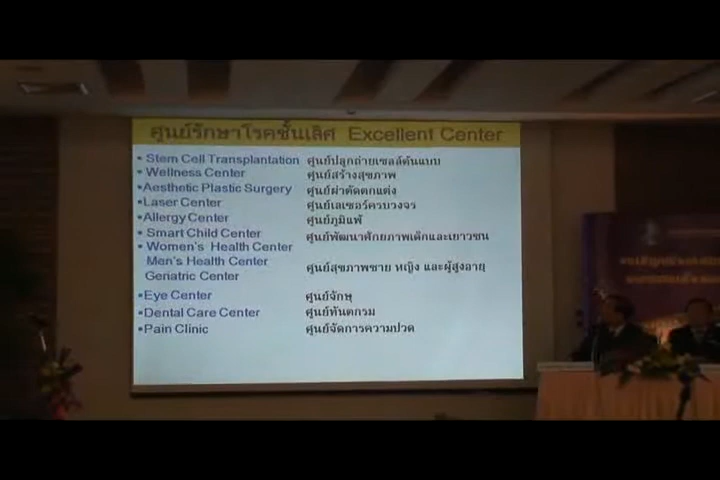 ศูนย์รักษาโรคชั้นเลิศ Excellent Center
• Stem Cell Transplantation ศูนย์ปลูกถ่ายเซลล์ต้นแบบ
• Wellness Center ศูนย์สร้างสุขภาพ
•Aesthetic Plastic Surgery ศูนย์ผ่าตัดตกแต่ง
•Laser Center ศูนย์เลเซอร์ครบวงจร
•Allergy Center ศูนย์ภูมิแพ้
• Smart Child Center ศูนย์พัฒนาศักยภาพเด็กและเยาวชน
• Women's Health Center
Men's Health Center ศูนย์สุขภาพชาย หญิง และผู้สูงอายุ
Geriatric Center
•Eye Center ศูนย์จักษุ
•Dental Care Center ศูนย์ทันตกรรม
•Pain Clinic ศูนย์จัดการความปวด